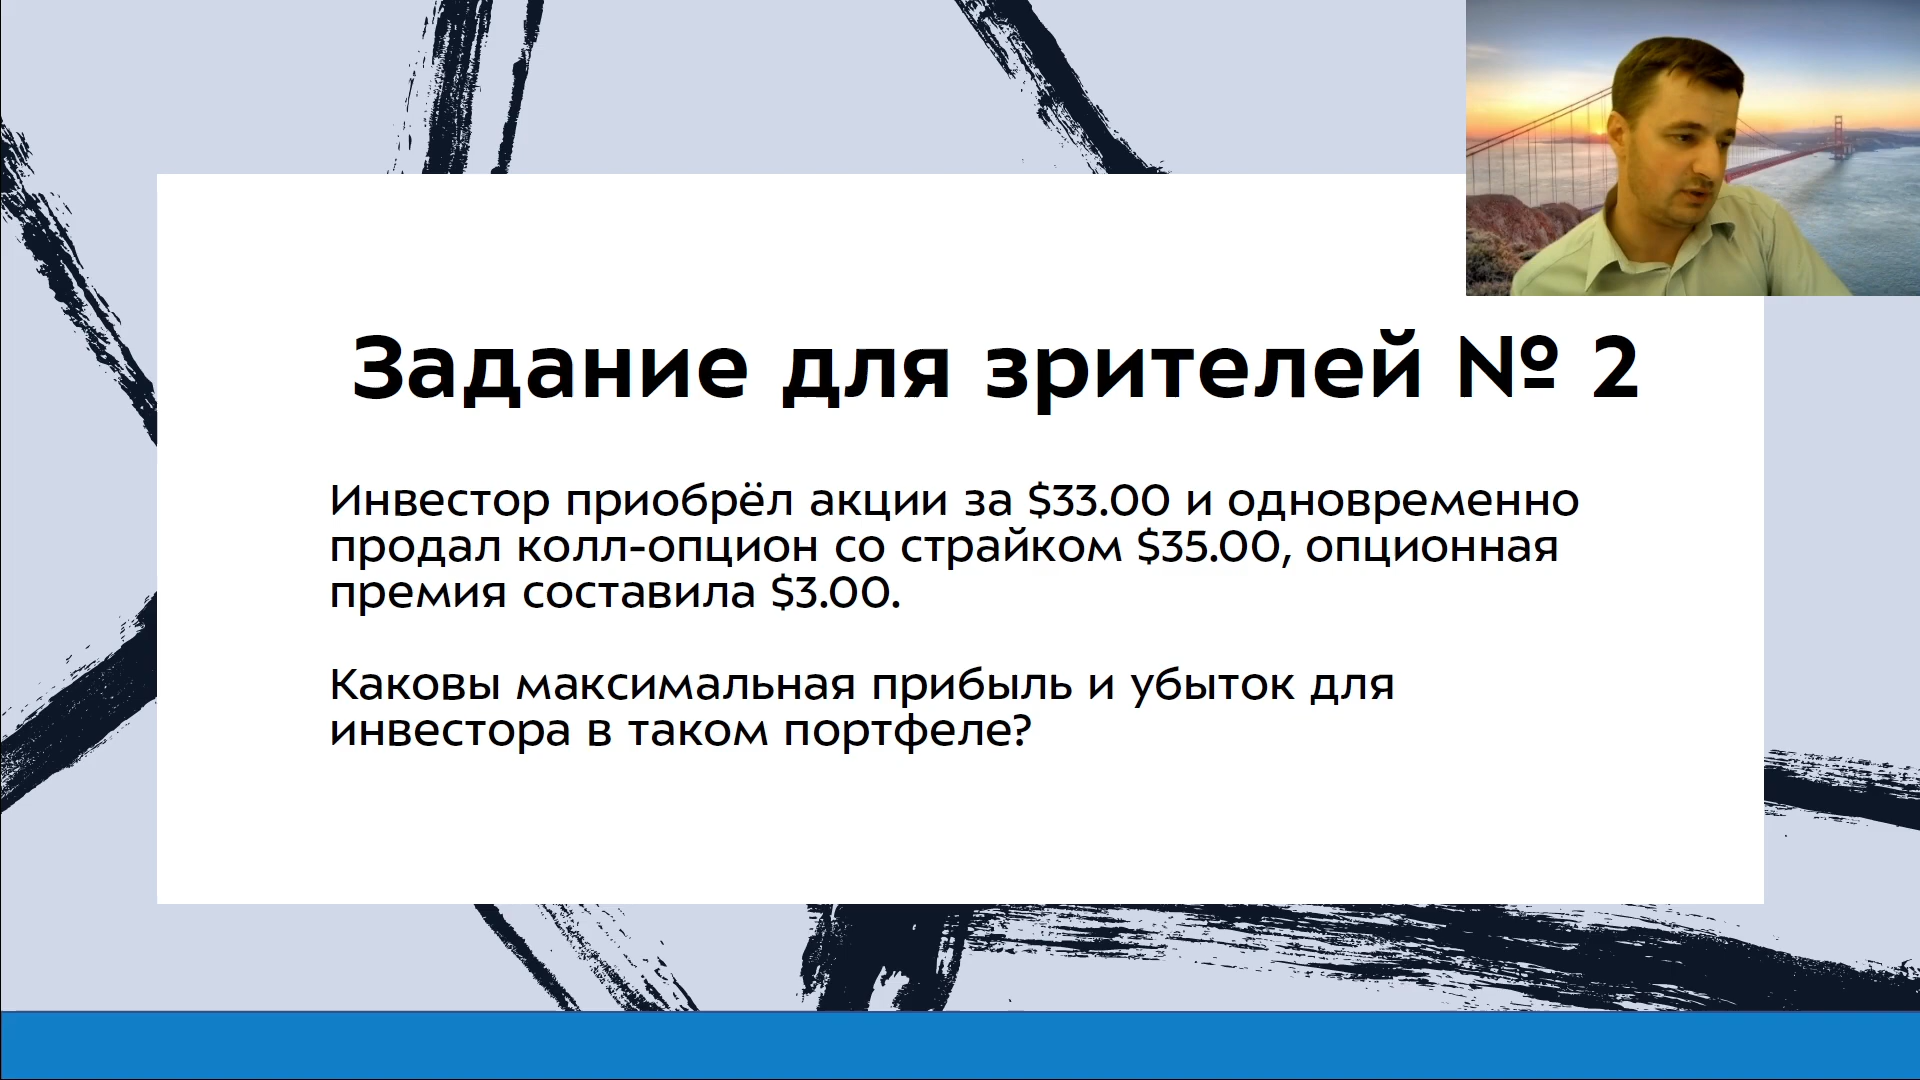 Задание для зрителей № 2
Инвестор приобрёл акции за $33.00 и одновременно
продал колл-опцион со страйком $35.00, опционная
премия составила $3.00.
Каковы максимальная прибыль и убыток для
инвестора в таком портфеле?